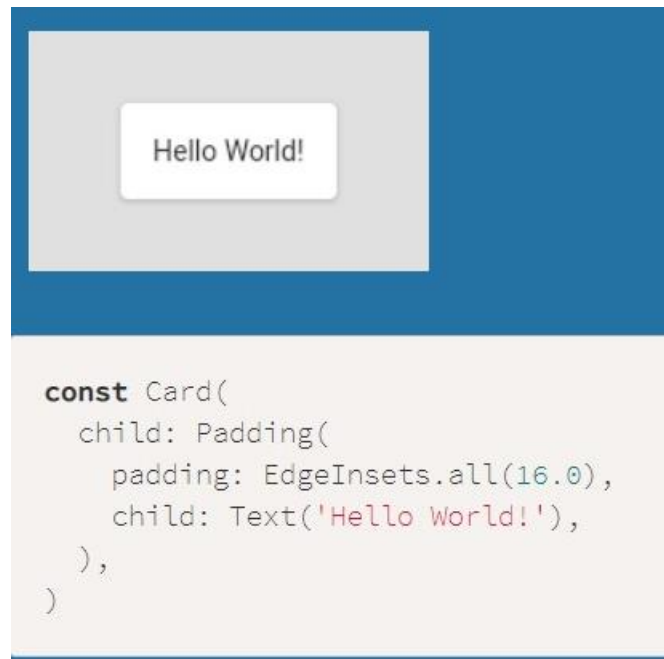 Hello World!
const Card(
  child: Padding(
    padding: EdgeInsets.all(16.0),
    child: Text('Hello World!'),
  ),
)